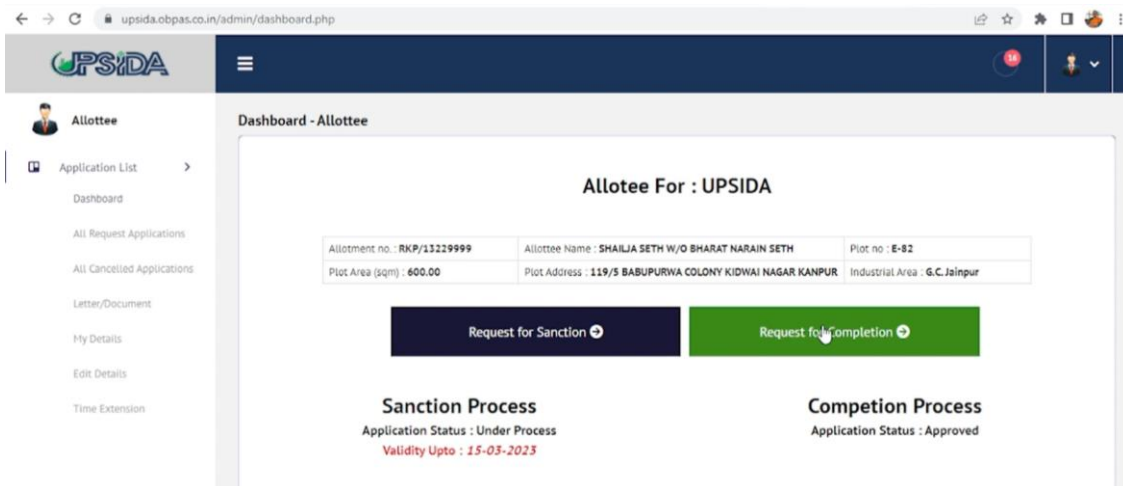 upsida.obpas.co.in/admin/dashboard.php
UPSIDA
14
Allottee
Application List
Dashboard
All Request Applications
All Cancelled Applications
Letter/Document
My Details
Edit Details
Time Extension
Dashboard - Allottee
Allotee For : UPSIDA
Allotment no. : RKP/13229999 Allottee Name : SHAILJA SETH W/O BHARAT NARAIN SETH Plot no : E-82
Plot Area (sqm) : 600.00 Plot Address : 119/5 BABUPURWA COLONY KIDWAI NAGAR KANPUR Industrial Area : G.C. Jainpur
Request for Sanction Request for Completion
Sanction Process Competion Process
Application Status : Under Process Application Status : Approved
Validity Upto : 15-03-2023